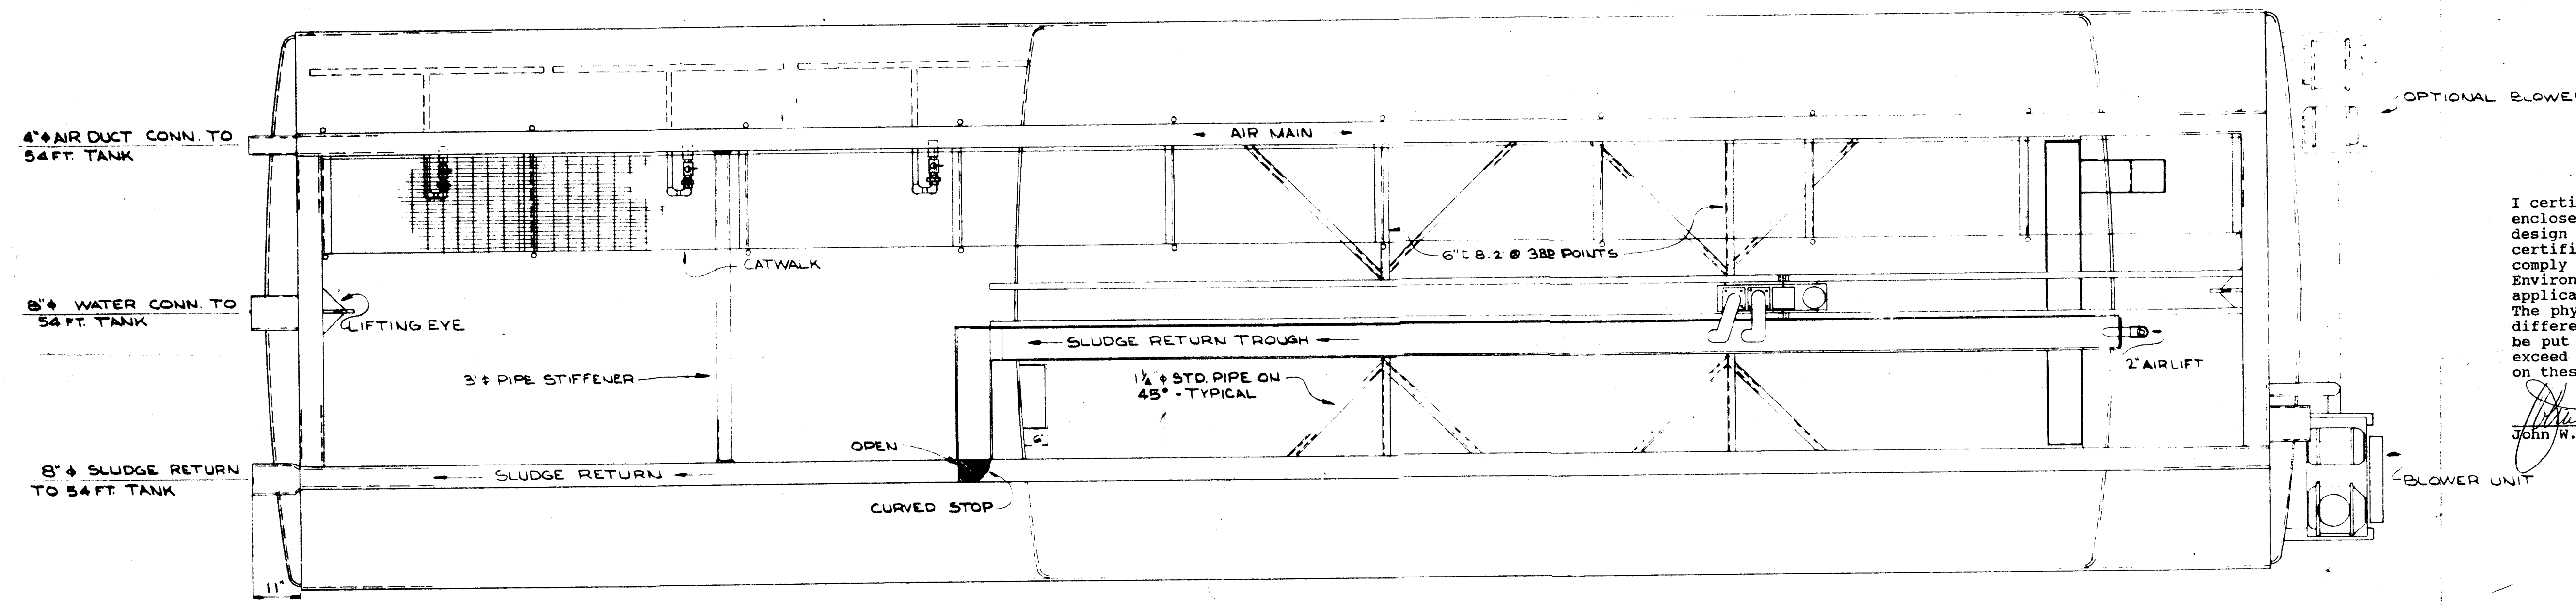 4"⌀ AIR DUCT CONN. TO
54 FT. TANK
8"⌀ WATER CONN. TO
54 FT. TANK
8" ⌀ SLUDGE RETURN
TO 54 FT. TANK
11"
AIR MAIN
CATWALK
LIFTING EYE
3"⌀ PIPE STIFFENER
SLUDGE RETURN TROUGH
1¼"⌀ STD. PIPE ON
45° - TYPICAL
6"[ 8.2 @ 3RD POINTS
6"
OPEN
SLUDGE RETURN
CURVED STOP
2" AIRLIFT
OPTIONAL BLOWE
BLOWER UNIT
I certi
enclose
design
certifi
comply
Environ
applica
The phy
differe
be put
exceed
on thes
John W.